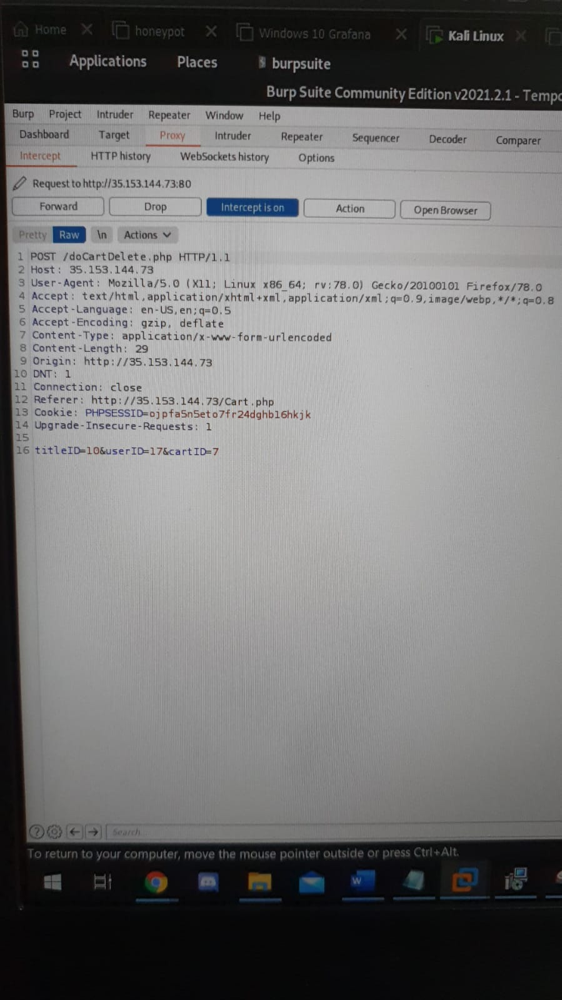 Home
honeypot
Windows 10 Grafana
Kali Linux
Applications Places burpsuite
Burp Suite Community Edition v2021.2.1 - Tempo
Burp Project Intruder Repeater Window Help
Dashboard Target Proxy Intruder Repeater Sequencer Decoder Comparer
Intercept HTTP history WebSockets history Options
Request to http://35.153.144.73:80
Forward Drop Intercept is on Action Open Browser
Pretty Raw \n Actions
1 POST /doCartDelete.php HTTP/1.1
2 Host: 35.153.144.73
3 User-Agent: Mozilla/5.0 (X11; Linux x86_64; rv:78.0) Gecko/20100101 Firefox/78.0
4 Accept: text/html,application/xhtml+xml,application/xml;q=0.9,image/webp,*/*;q=0.8
5 Accept-Language: en-US,en;q=0.5
6 Accept-Encoding: gzip, deflate
7 Content-Type: application/x-www-form-urlencoded
8 Content-Length: 29
9 Origin: http://35.153.144.73
10 DNT: 1
11 Connection: close
12 Referer: http://35.153.144.73/Cart.php
13 Cookie: PHPSESSID=ojpfa5n5eto7fr24dghbl6hkjk
14 Upgrade-Insecure-Requests: 1
15
16 titleID=10&userID=17&cartID=7
Search...
To return to your computer, move the mouse pointer outside or press Ctrl+Alt.